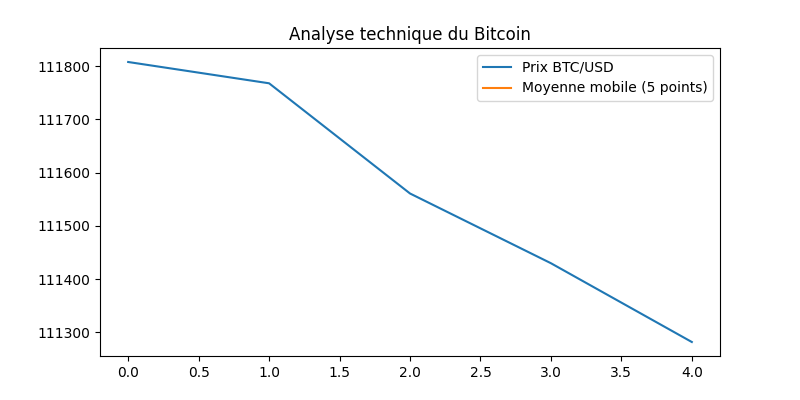 Analyse technique du Bitcoin
Prix BTC/USD
Moyenne mobile (5 points)
111800
111700
111600
111500
111400
111300
0.0 0.5 1.0 1.5 2.0 2.5 3.0 3.5 4.0